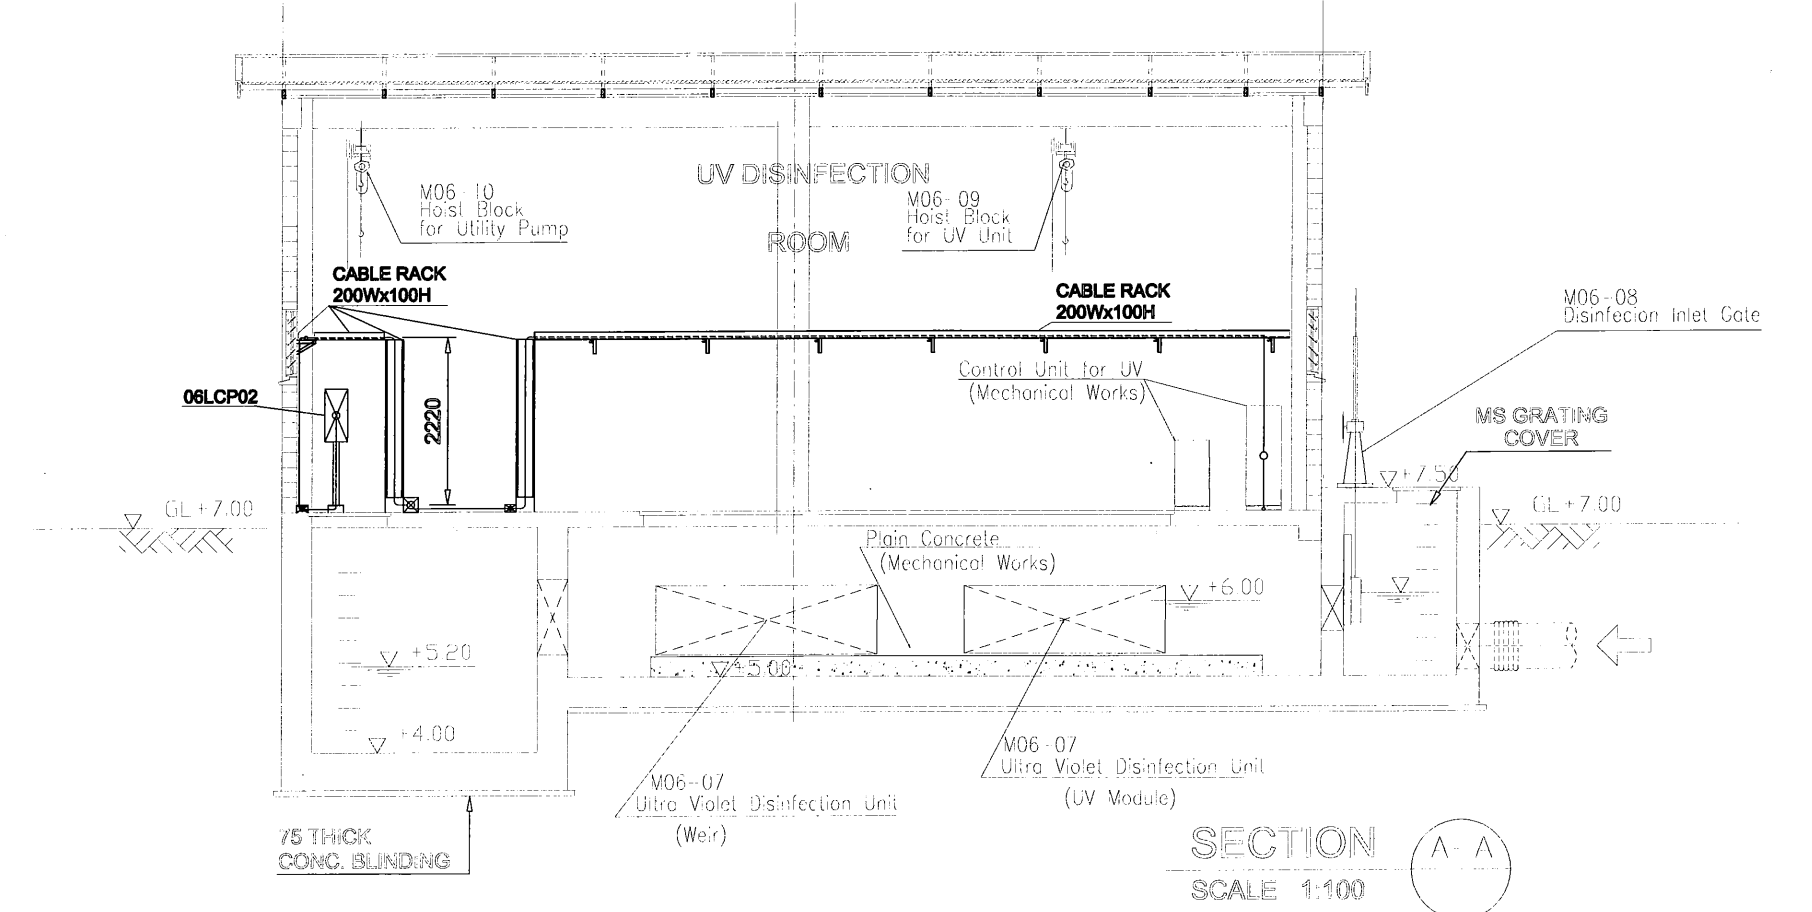 UV DISINFECTION
ROOM
M06-10
Hoist Block
for Utility Pump
M06-09
Hoist Block
for UV Unit
CABLE RACK
200Wx100H
CABLE RACK
200Wx100H
M06-08
Disinfecion Inlet Gate
06LCP02
2220
Control Unit for UV
(Mechanical Works)
MS GRATING
COVER
+7.50
GL+7.00
GL+7.00
Plain Concrete
(Mechanical Works)
+6.00
+5.20
+5.00
+4.00
M06-07
Ultra Violet Disinfection Unit
(UV Module)
M06-07
Ultra Violet Disinfection Unit
(Weir)
75 THICK
CONC. BLINDING
SECTION
SCALE 1:100
A-A